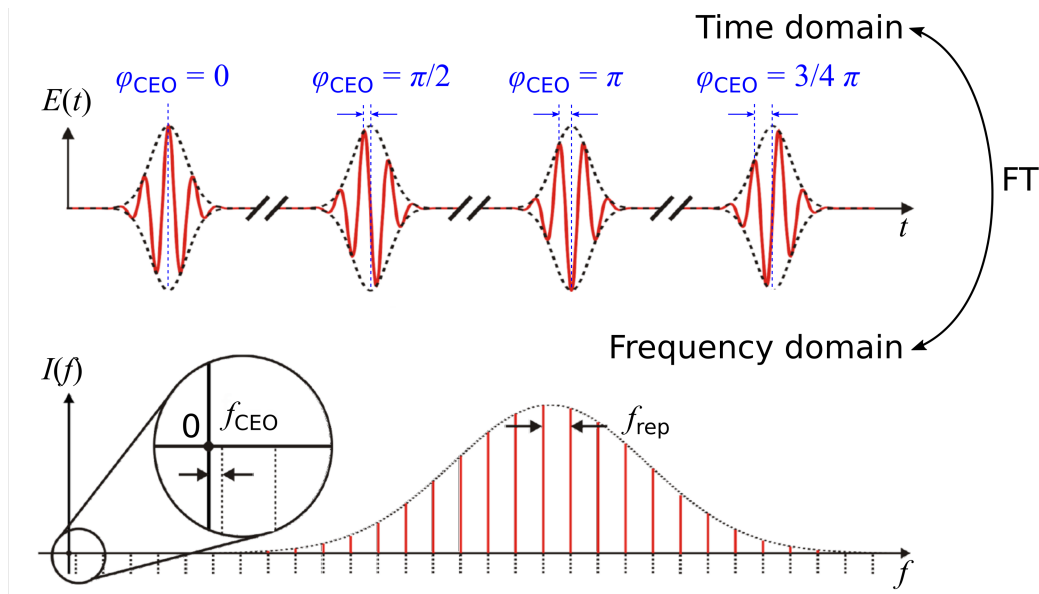 Time domain
φCEO = 0
φCEO = π/2
φCEO = π
φCEO = 3/4 π
E(t)
FT
t
Frequency domain
I(f)
0
fCEO
frep
f